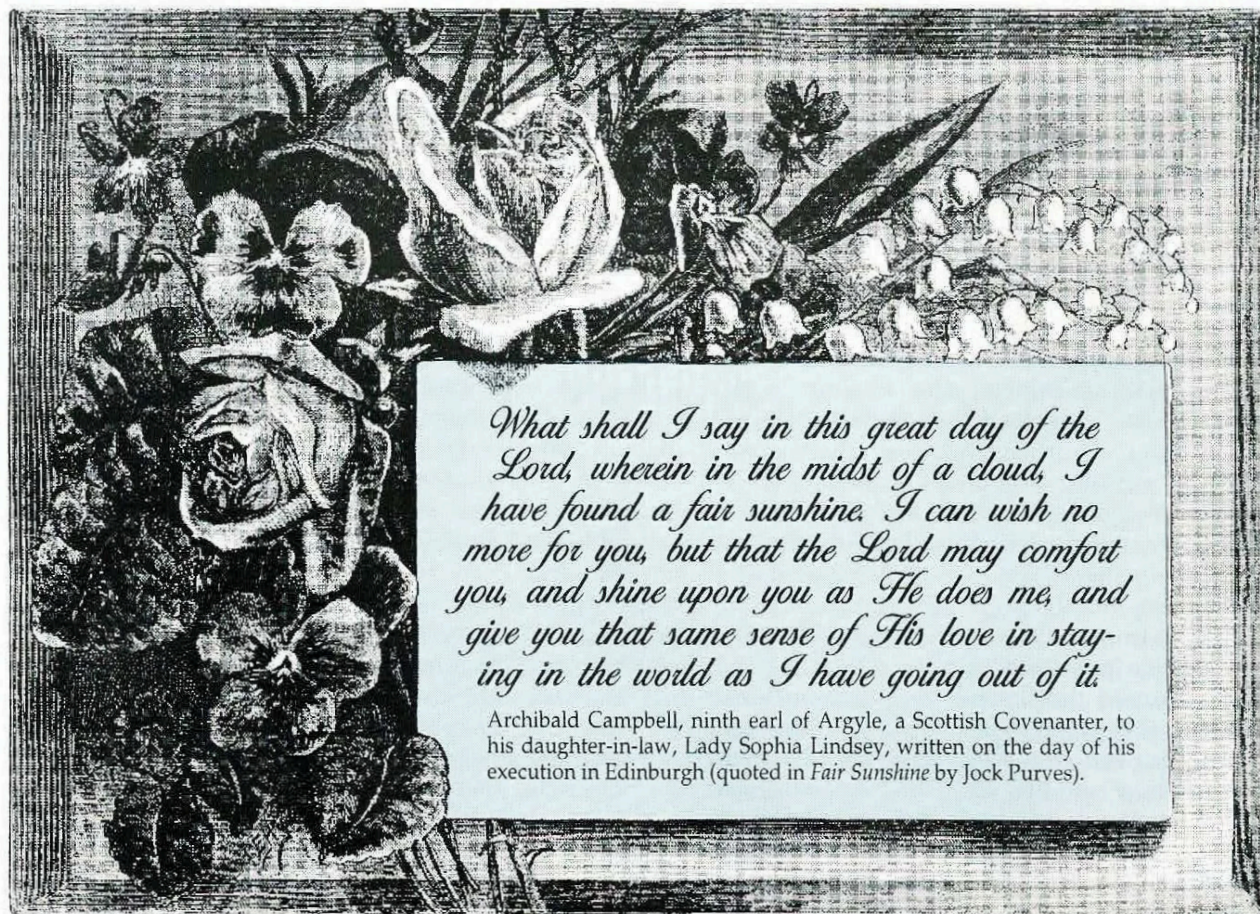 What shall I say in this great day of the
Lord, wherein in the midst of a cloud, I
have found a fair sunshine. I can wish no
more for you, but that the Lord may comfort
you, and shine upon you as He does me, and
give you that same sense of His love in stay-
ing in the world as I have going out of it.
Archibald Campbell, ninth earl of Argyle, a Scottish Covenanter, to
his daughter-in-law, Lady Sophia Lindsey, written on the day of his
execution in Edinburgh (quoted in Fair Sunshine by Jock Purves).